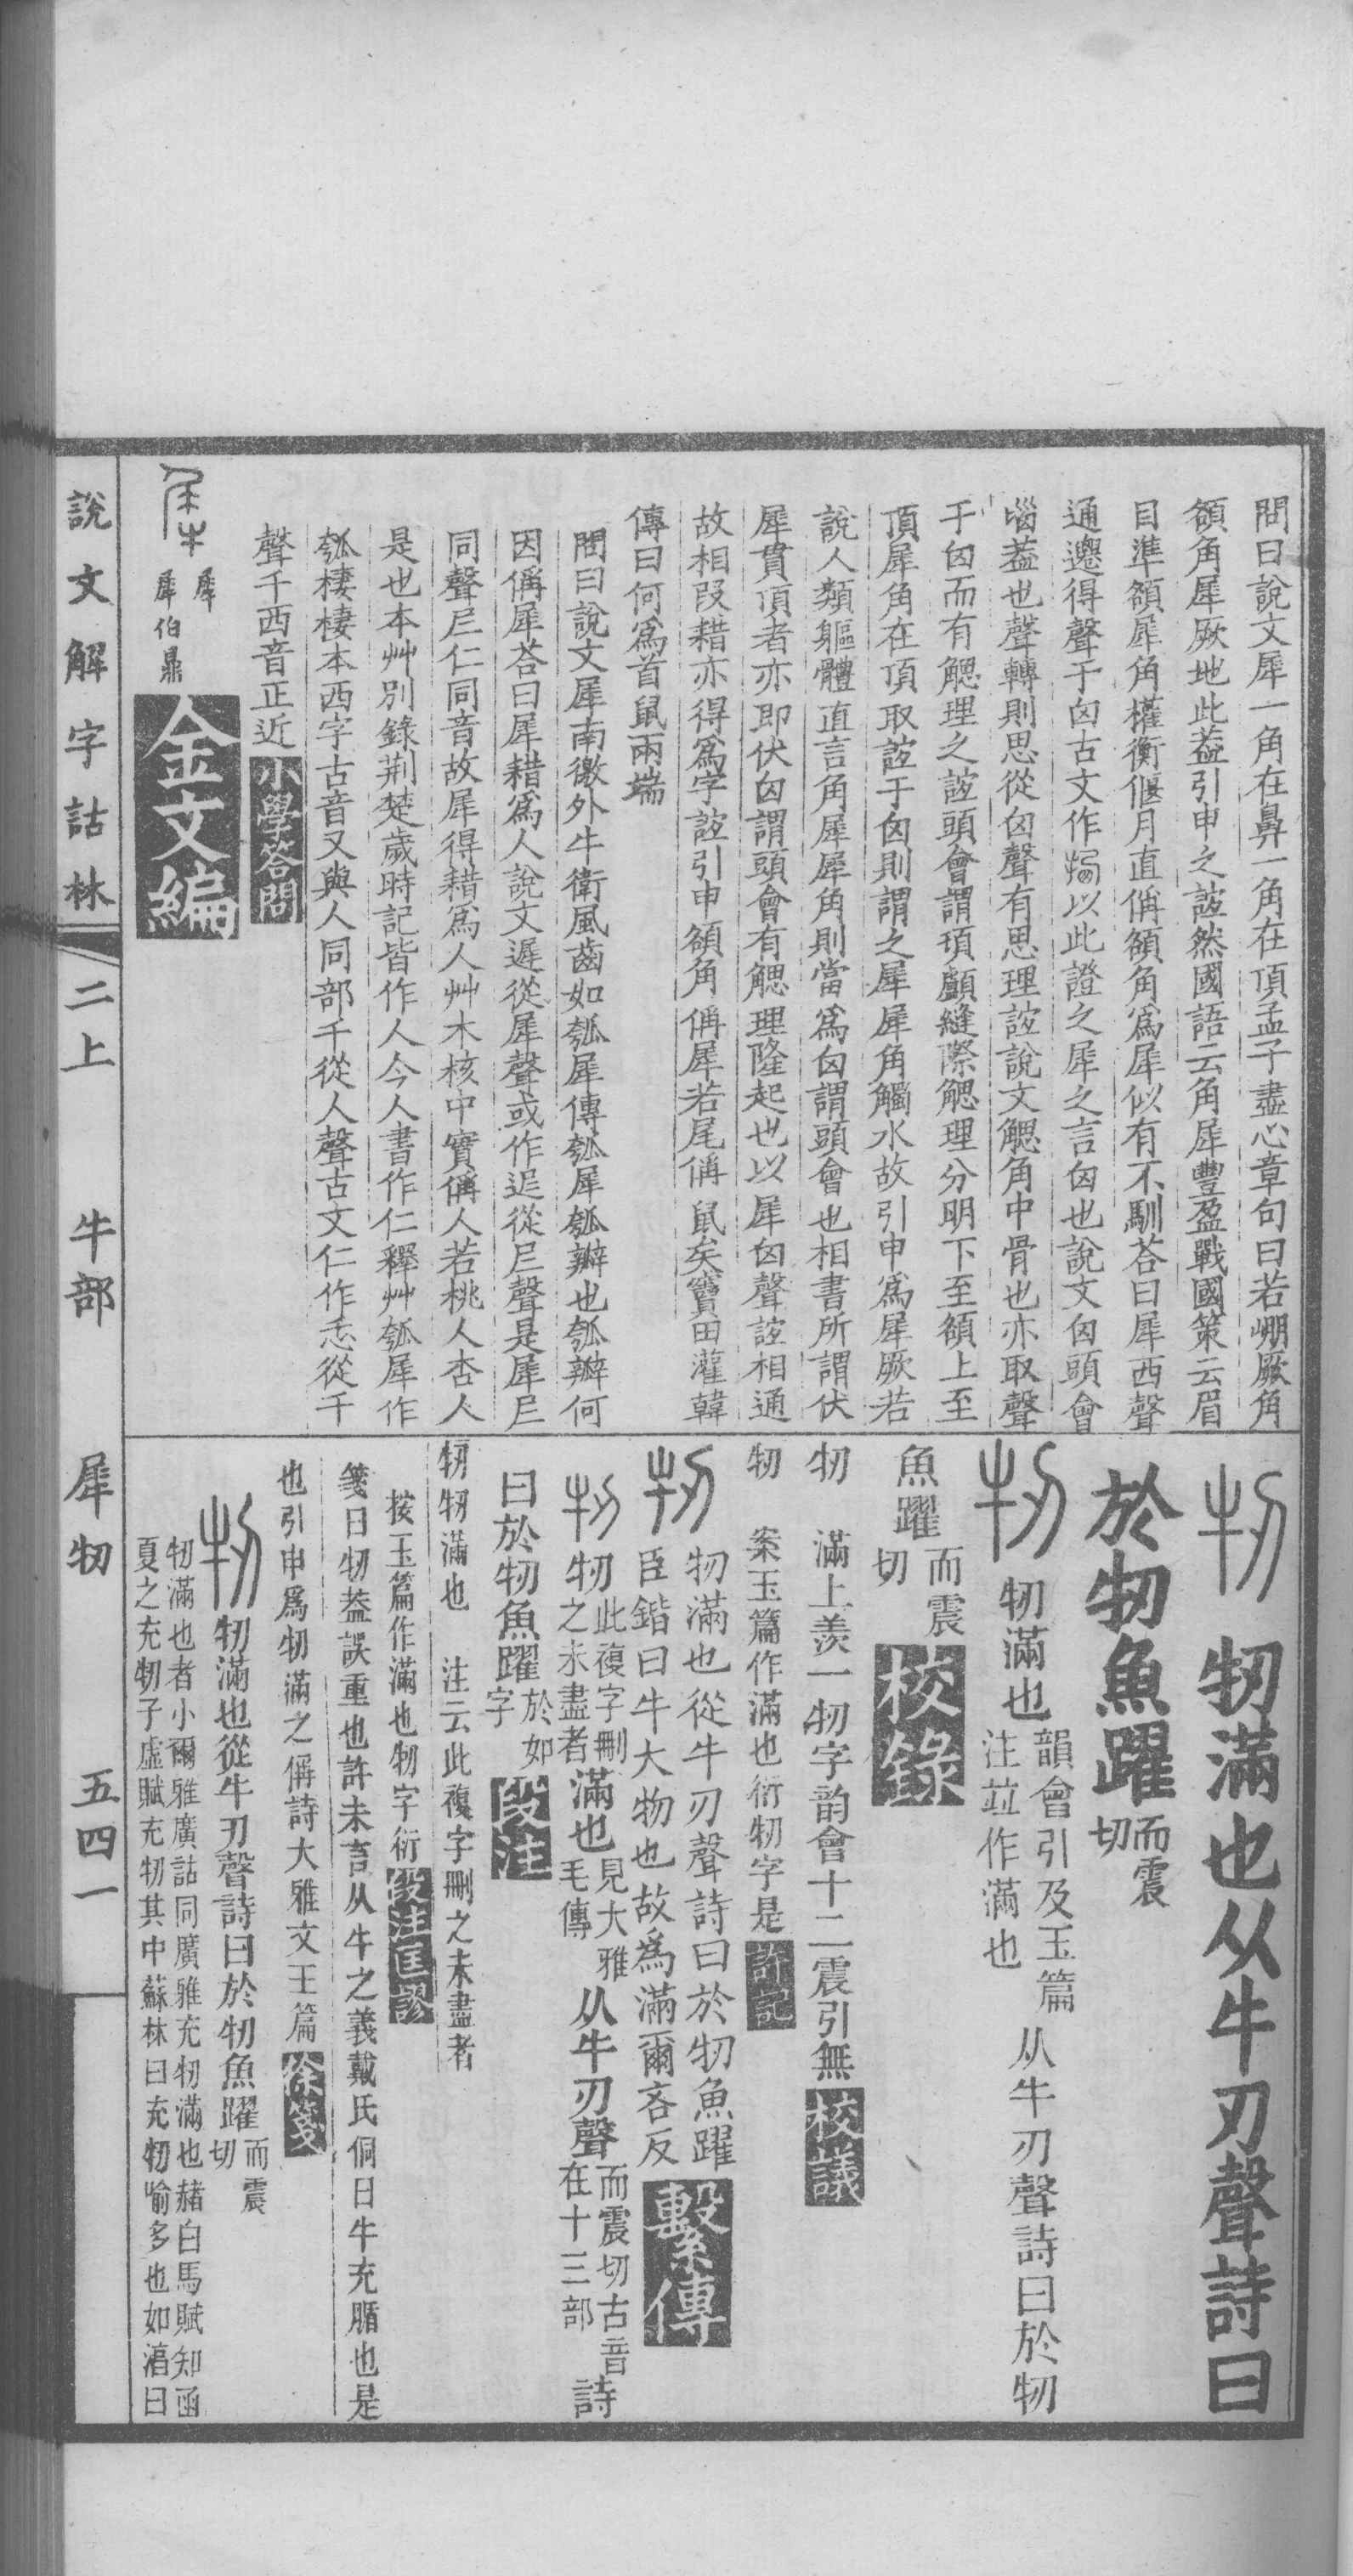 問曰說文犀一角在鼻一角在頂孟子盡心章句曰若崩厥角
頟角犀厥地此葢引申之誼然國語云角犀豐盈戰國策云眉
目準頟犀角權衡偃月直偁頟角爲犀似有不馴荅曰犀西聲
通遷得聲于囟古文作𢳍以此證之犀之言囟也說文囟頭會
匘葢也聲轉則思從囟聲有思理誼說文䚡角中骨也亦取聲
于囟而有䚡理之誼頭會謂頊顱縫際䚡理分明下至頟上至
頂犀角在頂取誼于囟則謂之犀犀角觸水故引申爲犀厥若
說人類軀體直言角犀犀角則當爲囟謂頭會也相書所謂伏
犀貫頂者亦即伏囟謂頭會有䚡理隆起也以犀囟聲誼相通
故相叚藉亦得爲字誼引申頟角偁犀若尾偁鼠矣竇田灌韓
傳曰何爲首鼠兩端
問曰說文犀南徼外牛衛風齒如瓠犀傳瓠犀瓠瓣也瓠瓣何
因偁犀荅曰犀藉爲人說文遲從犀聲或作迡從𡰥聲是犀𡰥
同聲𡰥仁同音故犀得藉爲人艸木核中實偁人若桃人杏人
是也本艸別錄荆楚歲時記皆作人今人書作仁釋艸瓠犀作
瓠棲棲本西字古音又與人同部千從人聲古文仁作忎從千
聲千西音正近小學答問
犀
犀伯鼎
金文編
牣滿也从牛刃聲詩曰
於牣魚躍而震切
牣滿也韻會引及玉篇注竝作滿也从牛刃聲詩曰於牣
魚躍而震切校錄
牣 滿上羨一牣字韵會十二震引無校議
牣 案玉篇作滿也衍牣字是許記
牣滿也從牛刃聲詩曰於牣魚躍
臣鍇曰牛大物也故爲滿爾吝反繫傳
牣此複字刪之未盡者滿也見大雅毛傳从牛刃聲而震切古音在十三部詩
曰於牣魚躍於如字段注
牣牣滿也 注云此複字刪之未盡者
按玉篇作滿也牣字衍段注匡謬
箋曰牣葢誤重也許未言从牛之義戴氏侗曰牛充腯也是
也引申爲牣滿之偁詩大雅文王篇徐箋
牣滿也從牛刃聲詩曰於牣魚躍而震切
牣滿也者小爾雅廣詁同廣雅充牣滿也赭白馬賦知函
夏之充牣子虛賦充牣其中蘇林曰充牣喻多也如淳曰
說文解字詁林 二上 牛部 犀牣 五四一